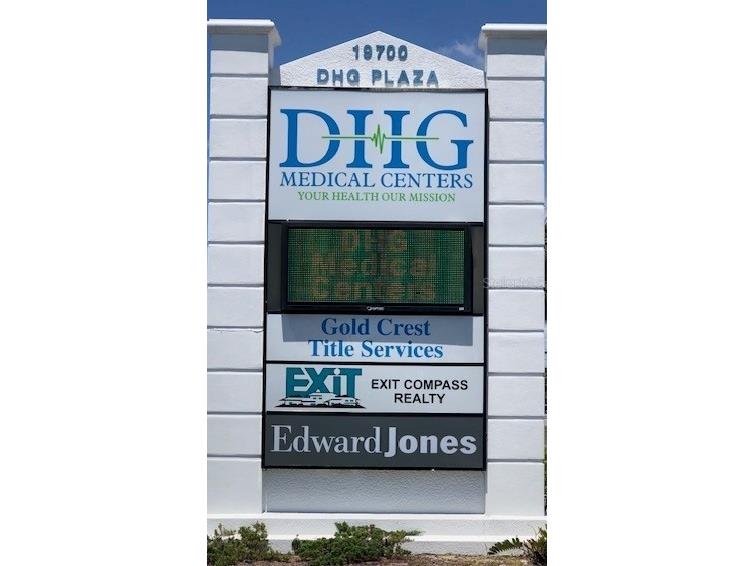 19700
DHG PLAZA
DHG
MEDICAL CENTERS
YOUR HEALTH OUR MISSION
DHG
Medical
Centers
Gold Crest
Title Services
EXiT
EXIT COMPASS
REALTY
Edward Jones